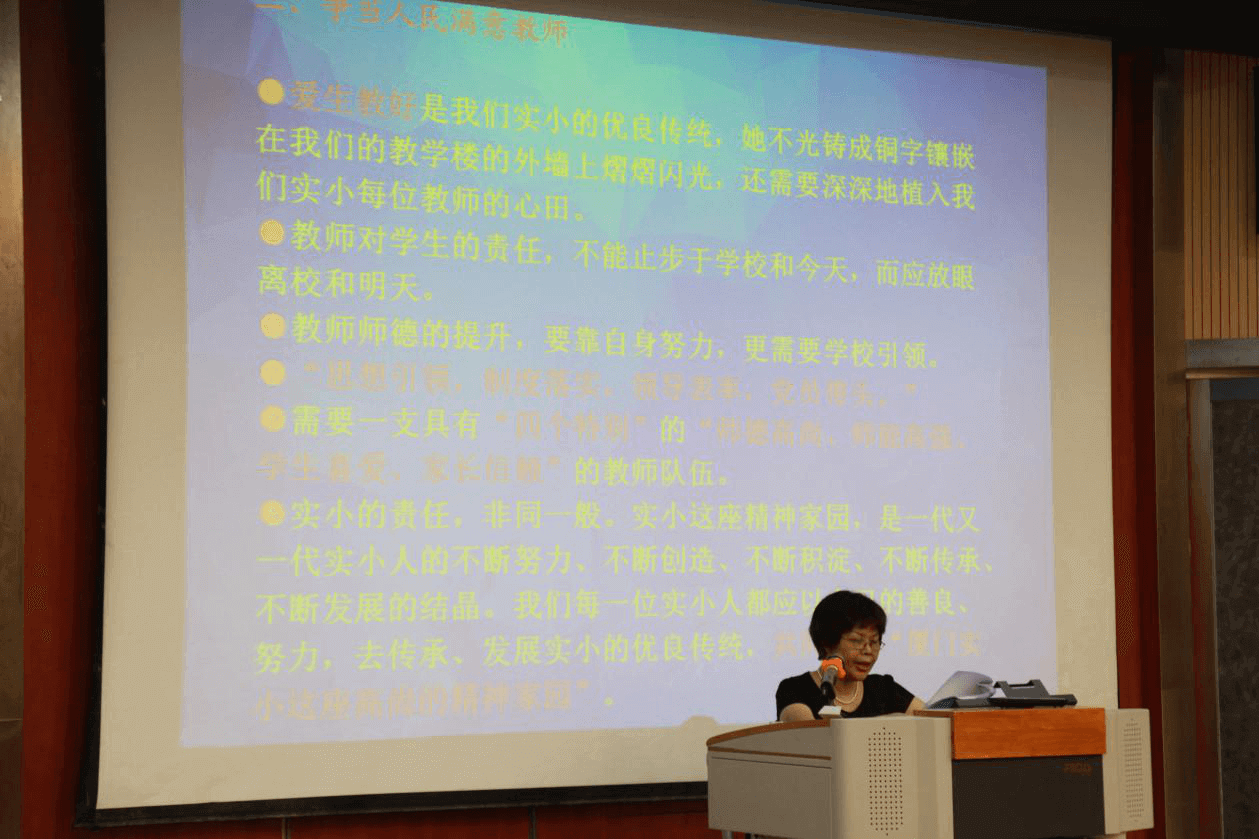 二、争当人民满意教师
●爱生教好是我们实小的优良传统，她不光铸成铜字镶嵌
在我们的教学楼的外墙上熠熠闪光，还需要深深地植入我
们实小每位教师的心田。
●教师对学生的责任，不能止步于学校和今天，而应放眼
离校和明天。
●教师师德的提升，要靠自身努力，更需要学校引领。
●“思想引领，制度落实，领导表率，党员带头。”
●需要一支具有“四个特别”的“师德高尚、师能高强、
学生喜爱、家长信赖”的教师队伍。
●实小的责任，非同一般。实小这座精神家园，是一代又
一代实小人的不断努力、不断创造、不断积淀、不断传承、
不断发展的结晶。我们每一位实小人都应以 的善良、
努力，去传承、发展实小的优良传统，共 “厦门实
小这座高尚的精神家园”。